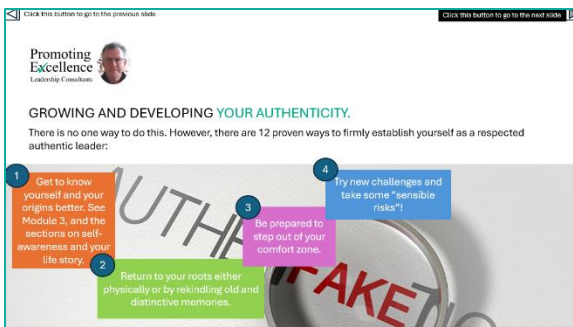 Click this button to go to the previous slide
Click this button to go to the next slide
Promoting
Excellence
Leadership Consultants
GROWING AND DEVELOPING YOUR AUTHENTICITY.
There is no one way to do this. However, there are 12 proven ways to firmly establish yourself as a respected
authentic leader:
1
Get to know
yourself and your
origins better. See
Module 3, and the
sections on self-
awareness and your
life story.
2
Return to your roots either
physically or by rekindling old and
distinctive memories.
3
Be prepared to
step out of your
comfort zone.
4
Try new challenges and
take some “sensible
risks”!
AUTHE
FAKE
TIC